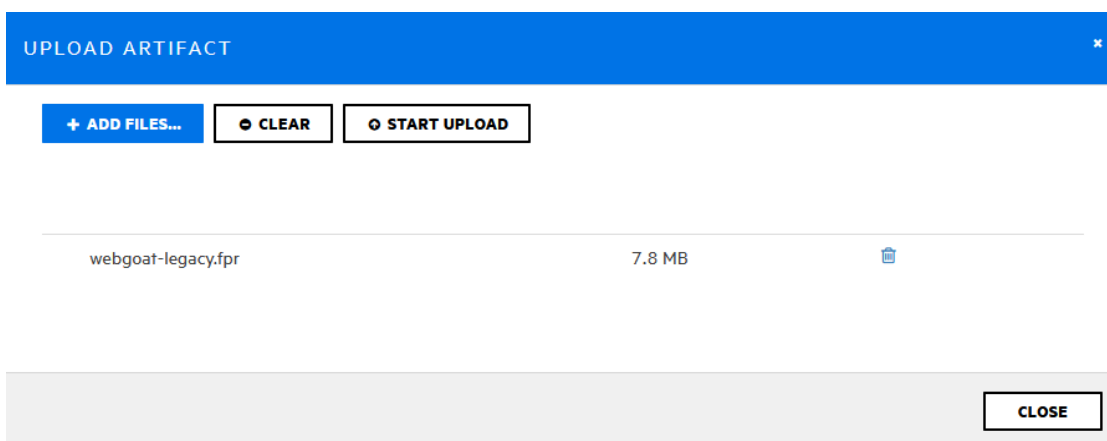 UPLOAD ARTIFACT
+ ADD FILES... CLEAR START UPLOAD
webgoat-legacy.fpr 7.8 MB
CLOSE